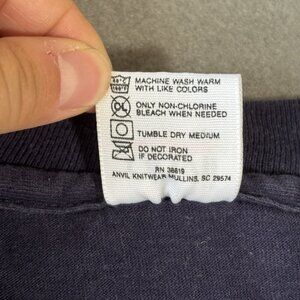 MACHINE WASH WARM
WITH LIKE COLORS
ONLY NON-CHLORINE
BLEACH WHEN NEEDED
TUMBLE DRY MEDIUM
DO NOT IRON
IF DECORATED
RN 38619
ANVIL KNITWEAR MULLINS, SC 29574